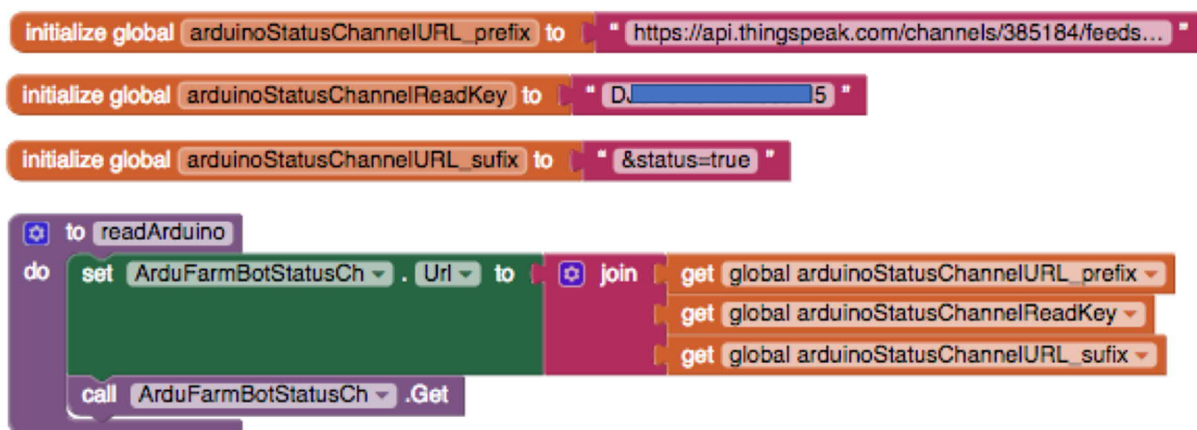 initialize global arduinoStatusChannelURL_prefix to " https://api.thingspeak.com/channels/385184/feeds... "
initialize global arduinoStatusChannelReadKey to " DJ 5 "
initialize global arduinoStatusChannelURL_sufix to " &status=true "
to readArduino
do set ArduFarmBotStatusCh . Url to join get global arduinoStatusChannelURL_prefix
get global arduinoStatusChannelReadKey
get global arduinoStatusChannelURL_sufix
call ArduFarmBotStatusCh .Get